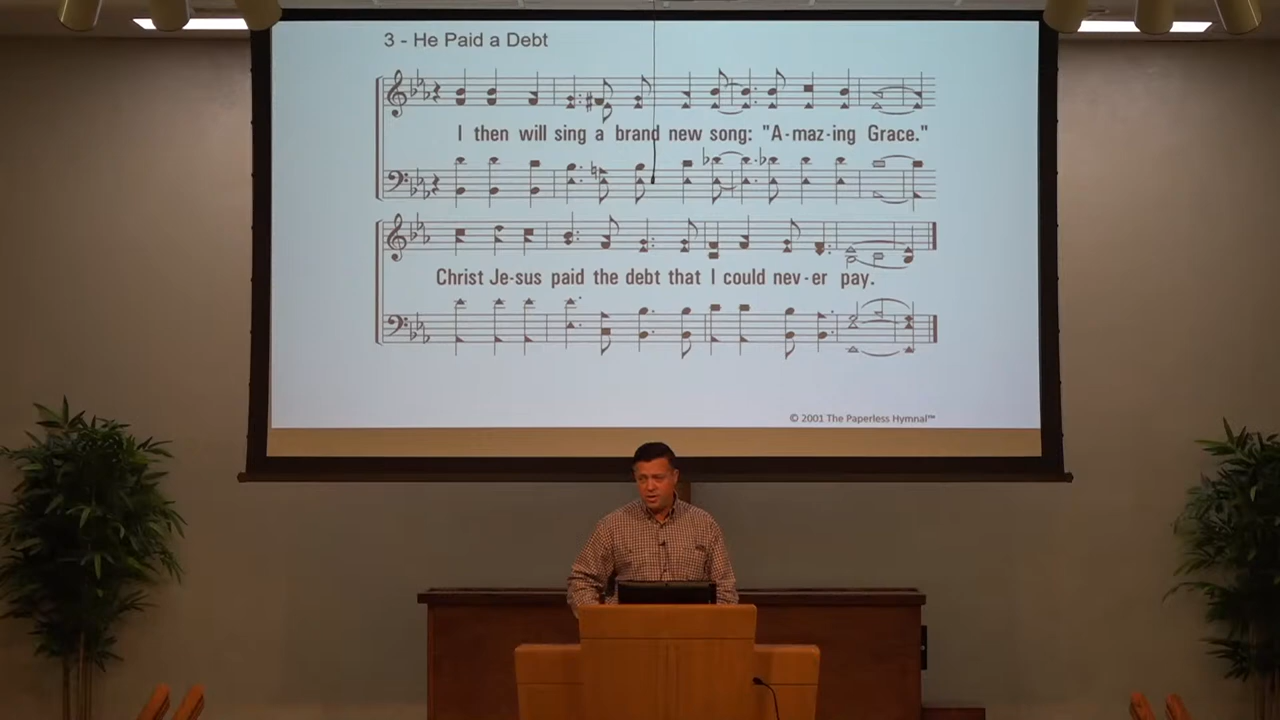 3 - He Paid a Debt
I then will sing a brand new song: "A-maz-ing Grace."
Christ Je-sus paid the debt that I could nev-er pay.
© 2001 The Paperless Hymnal™